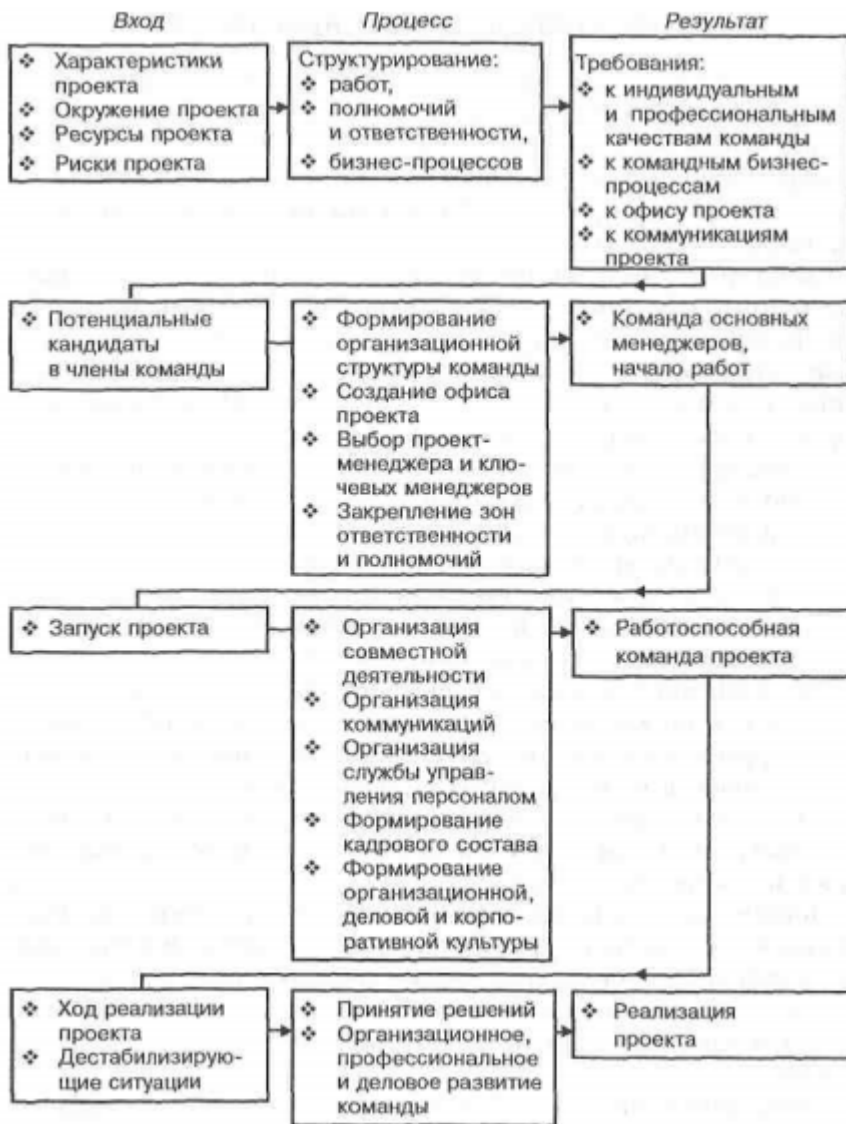 Вход
Процесс
Результат
❖ Характеристики
проекта
❖ Окружение проекта
❖ Ресурсы проекта
❖ Риски проекта
Структурирование:
❖ работ,
❖ полномочий
и ответственности,
❖ бизнес-процессов
Требования:
❖ к индивидуальным
и профессиональным
качествам команды
❖ к командным бизнес-
процессам
❖ к офису проекта
❖ к коммуникациям
проекта
❖ Потенциальные
кандидаты
в члены команды
❖ Формирование
организационной
структуры команды
❖ Создание офиса
проекта
❖ Выбор проект-
менеджера и клю-
чевых менеджеров
❖ Закрепление зон
ответственности
и полномочий
❖ Команда основных
менеджеров,
начало работ
❖ Запуск проекта
❖ Организация
совместной
деятельности
❖ Организация
коммуникаций
❖ Организация
службы управ-
ления персоналом
❖ Формирование
кадрового состава
❖ Формирование
организационной,
деловой и корпо-
ративной культуры
❖ Работоспособная
команда проекта
❖ Ход реализации
проекта
❖ Дестабилизирую-
щие ситуации
❖ Принятие решений
❖ Организационное,
профессиональное
и деловое развитие
команды
❖ Реализация
проекта